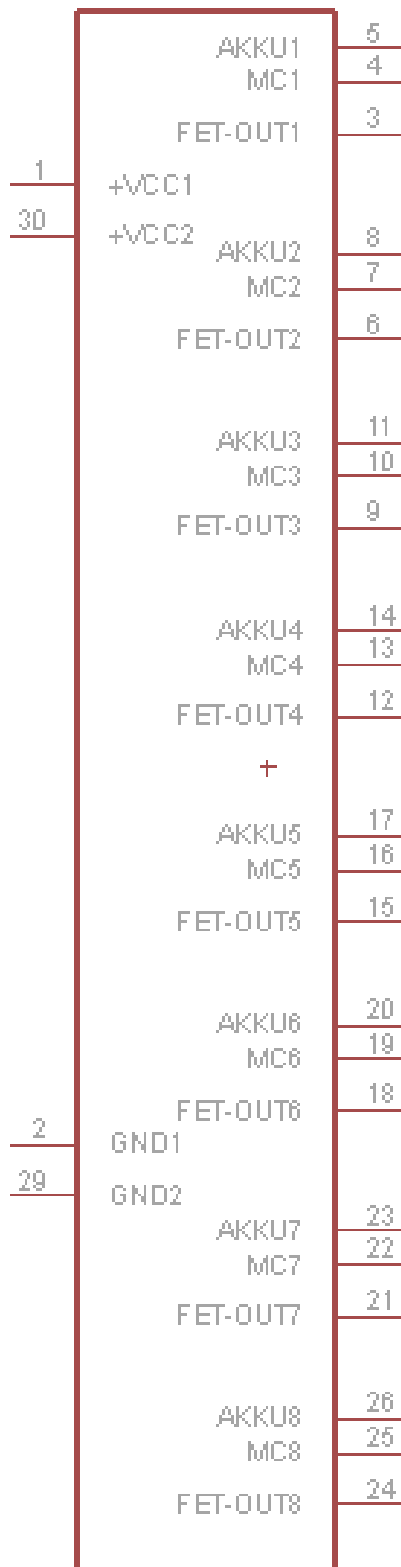 AKKU1 5
MC1 4
FET-OUT1 3
1 +VCC1
30 +VCC2
AKKU2 8
MC2 7
FET-OUT2 6
AKKU3 11
MC3 10
FET-OUT3 9
AKKU4 14
MC4 13
FET-OUT4 12
AKKU5 17
MC5 16
FET-OUT5 15
AKKU6 20
MC6 19
FET-OUT6 18
2 GND1
29 GND2
AKKU7 23
MC7 22
FET-OUT7 21
AKKU8 26
MC8 25
FET-OUT8 24